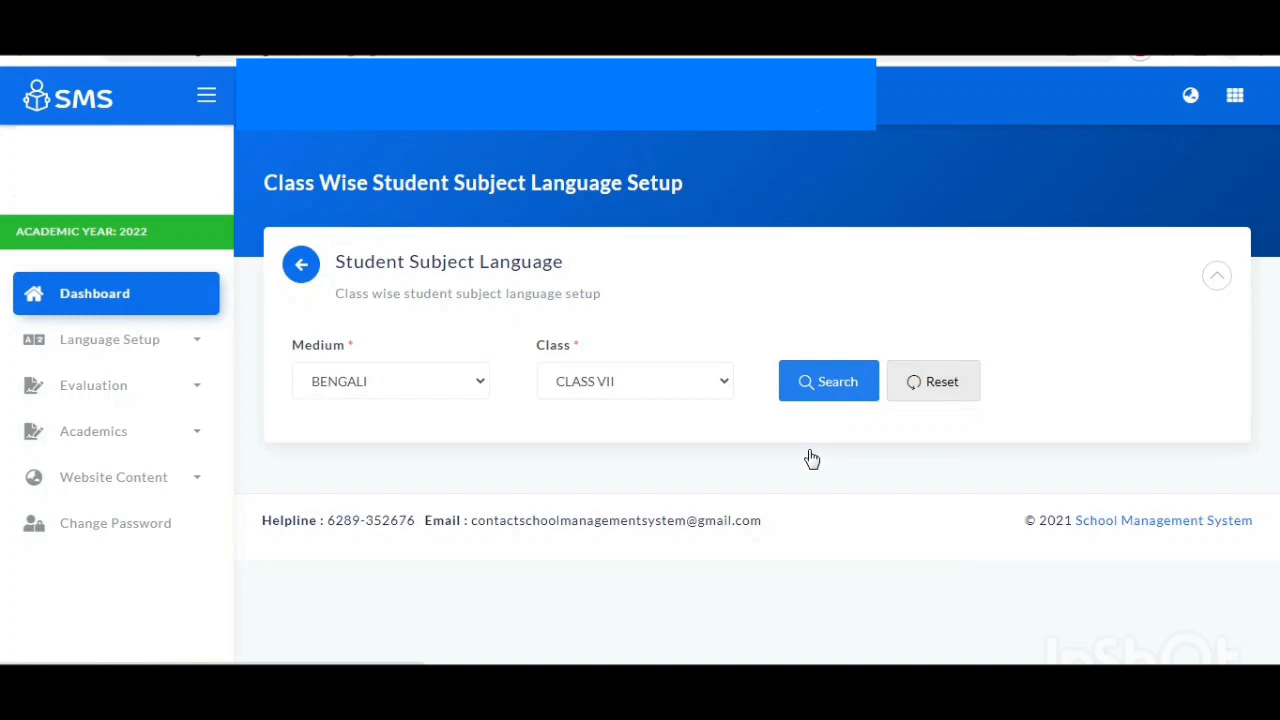 SMS
Class Wise Student Subject Language Setup
ACADEMIC YEAR: 2022
Dashboard
Language Setup
Evaluation
Academics
Website Content
Change Password
Student Subject Language
Class wise student subject language setup
Medium * Class *
BENGALI CLASS VII Search Reset
Helpline : 6289-352676 Email : contactschoolmanagementsystem@gmail.com © 2021 School Management System
InShOt